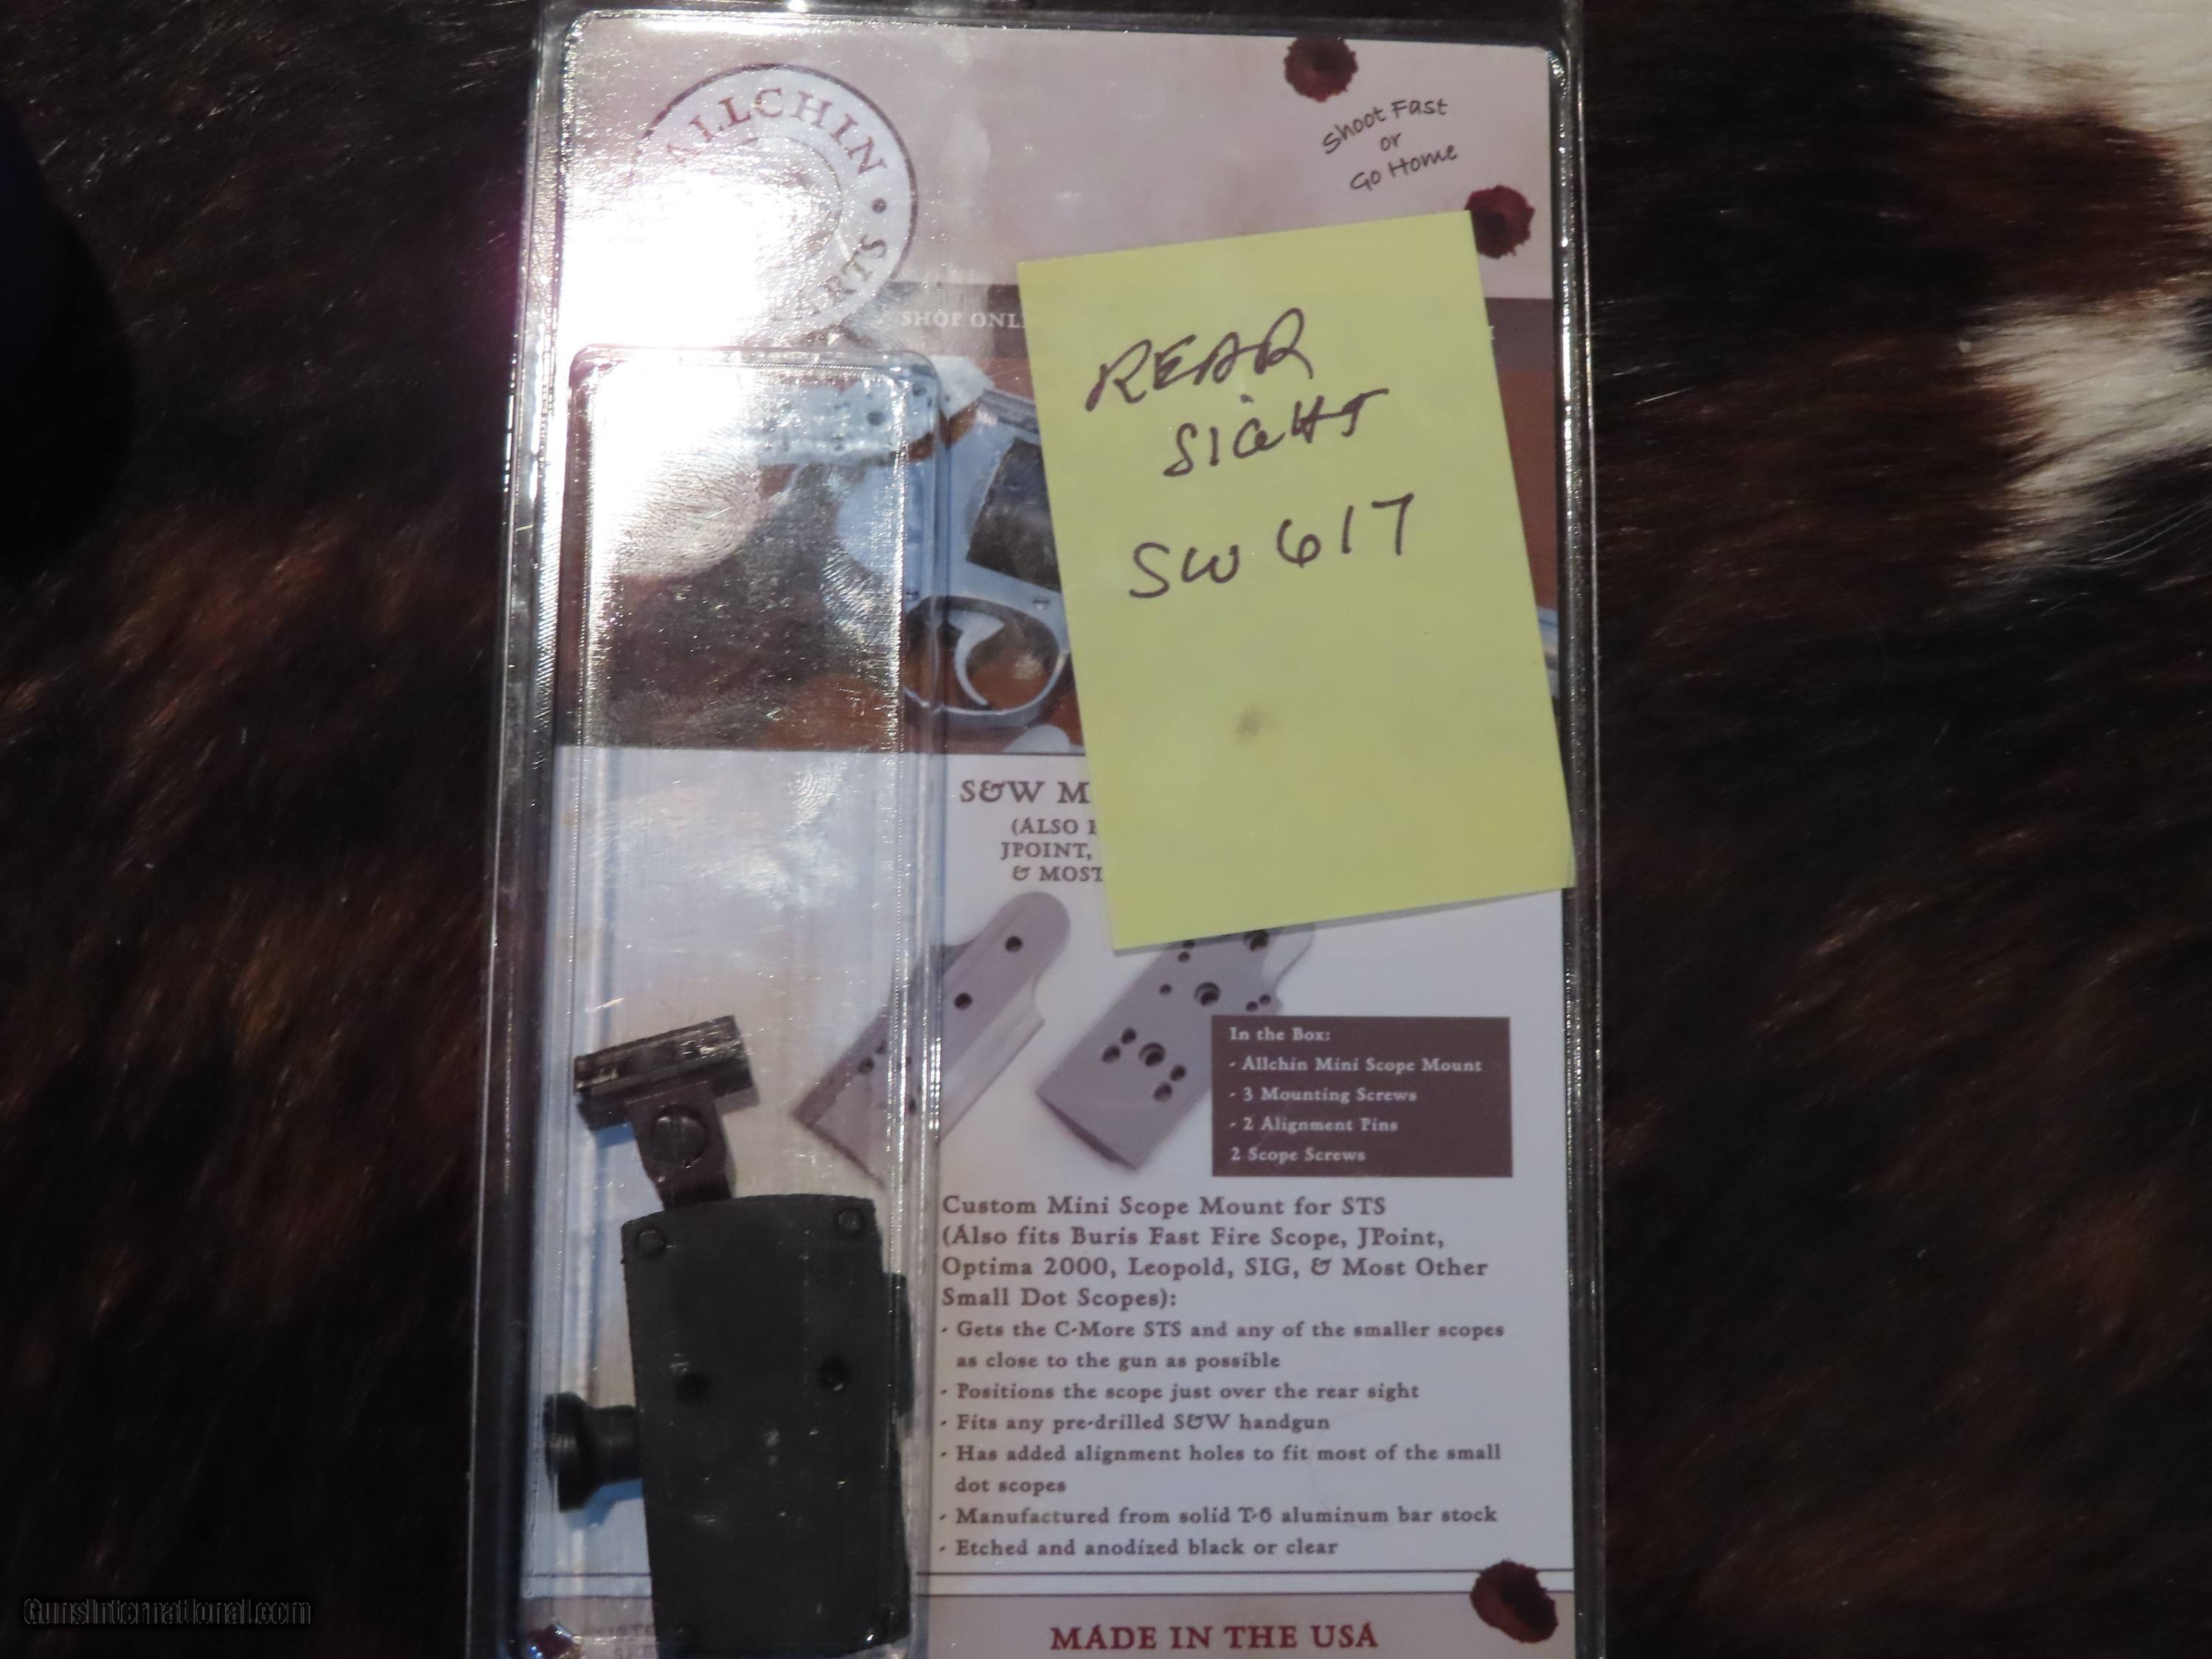 ALLCHIN
Shoot Fast
or
Go Home
SHOP
REAR
SIGHT
SW 617
S&W
(ALSO
JPOINT,
& MOST
In the Box:
- Allchin Mini Scope Mount
- 3 Mounting Screws
- 2 Alignment Pins
2 Scope Screws
Custom Mini Scope Mount for STS
(Also fits Buris Fast Fire Scope, JPoint,
Optima 2000, Leopold, SIG, & Most Other
Small Dot Scopes):
- Gets the C-More STS and any of the smaller scopes
as close to the gun as possible
- Positions the scope just over the rear sight
- Fits any pre-drilled S&W handgun
- Has added alignment holes to fit most of the small
dot scopes
- Manufactured from solid T-6 aluminum bar stock
- Etched and anodized black or clear
MADE IN THE USA
GunsInternational.com